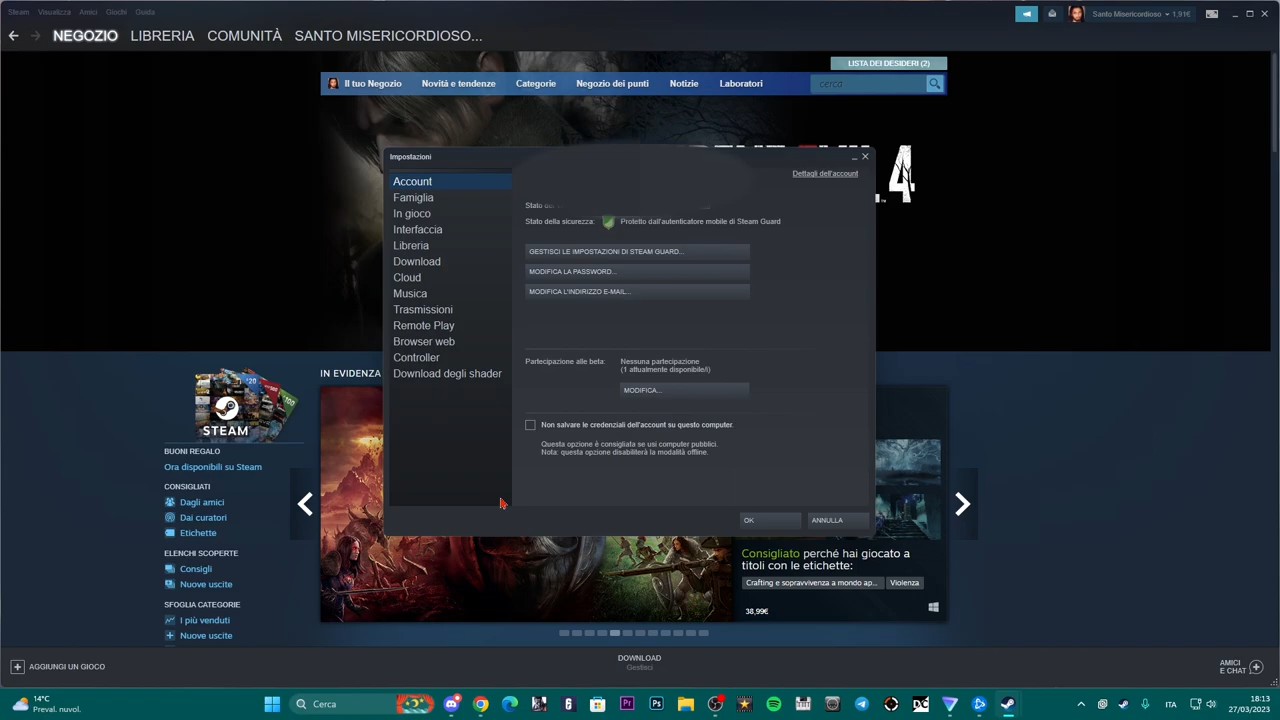 Steam Visualizza Amici Giochi Guida
Santo Misericordioso 1,91€
NEGOZIO LIBRERIA COMUNITÀ SANTO MISERICORDIOSO...
LISTA DEI DESIDERI (2)
Il tuo Negozio Novità e tendenze Categorie Negozio dei punti Notizie Laboratori cerca
4
Impostazioni
Dettagli dell'account
Account
Famiglia
In gioco
Interfaccia
Libreria
Download
Cloud
Musica
Trasmissioni
Remote Play
Browser web
Controller
Download degli shader
Stato
Stato della sicurezza: Protetto dall'autenticatore mobile di Steam Guard
GESTISCI LE IMPOSTAZIONI DI STEAM GUARD...
MODIFICA LA PASSWORD...
MODIFICA L'INDIRIZZO E-MAIL...
Partecipazione alle beta: Nessuna partecipazione
(1 attualmente disponibile/i)
MODIFICA...
Non salvare le credenziali dell'account su questo computer.
Questa opzione è consigliata se usi computer pubblici.
Nota: questa opzione disabiliterà la modalità offline.
OK ANNULLA
STEAM
BUONI REGALO
Ora disponibili su Steam
CONSIGLIATI
Dagli amici
Dai curatori
Etichette
ELENCHI SCOPERTE
Consigli
Nuove uscite
SFOGLIA CATEGORIE
I più venduti
Nuove uscite
IN EVIDENZA
Consigliato perché hai giocato a
titoli con le etichette:
Crafting e sopravvivenza a mondo ap... Violenza
38,99€
AGGIUNGI UN GIOCO
DOWNLOAD
Gestisci
AMICI
E CHAT
14°C
Preval. nuvol.
Cerca
ITA
18:13
27/03/2023